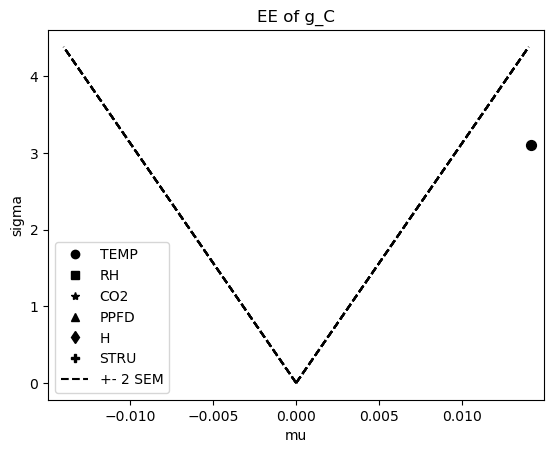 EE of g_C
4
3
2
1
0
sigma
TEMP
RH
CO2
PPFD
H
STRU
+- 2 SEM
−0.010
−0.005
0.000
0.005
0.010
mu